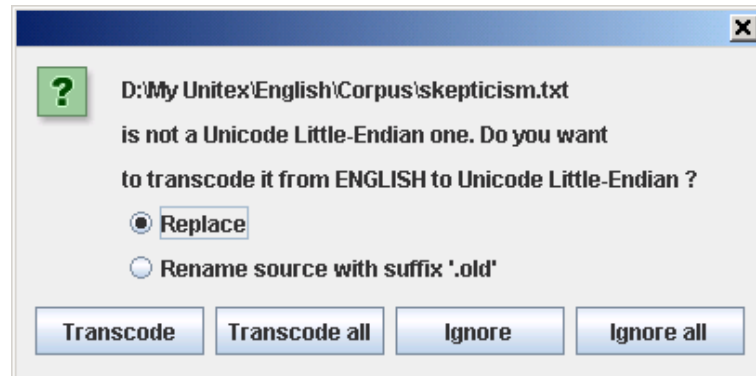 D:\My Unitex\English\Corpus\skepticism.txt
is not a Unicode Little-Endian one. Do you want
to transcode it from ENGLISH to Unicode Little-Endian ?
Replace
Rename source with suffix '.old'
Transcode Transcode all Ignore Ignore all